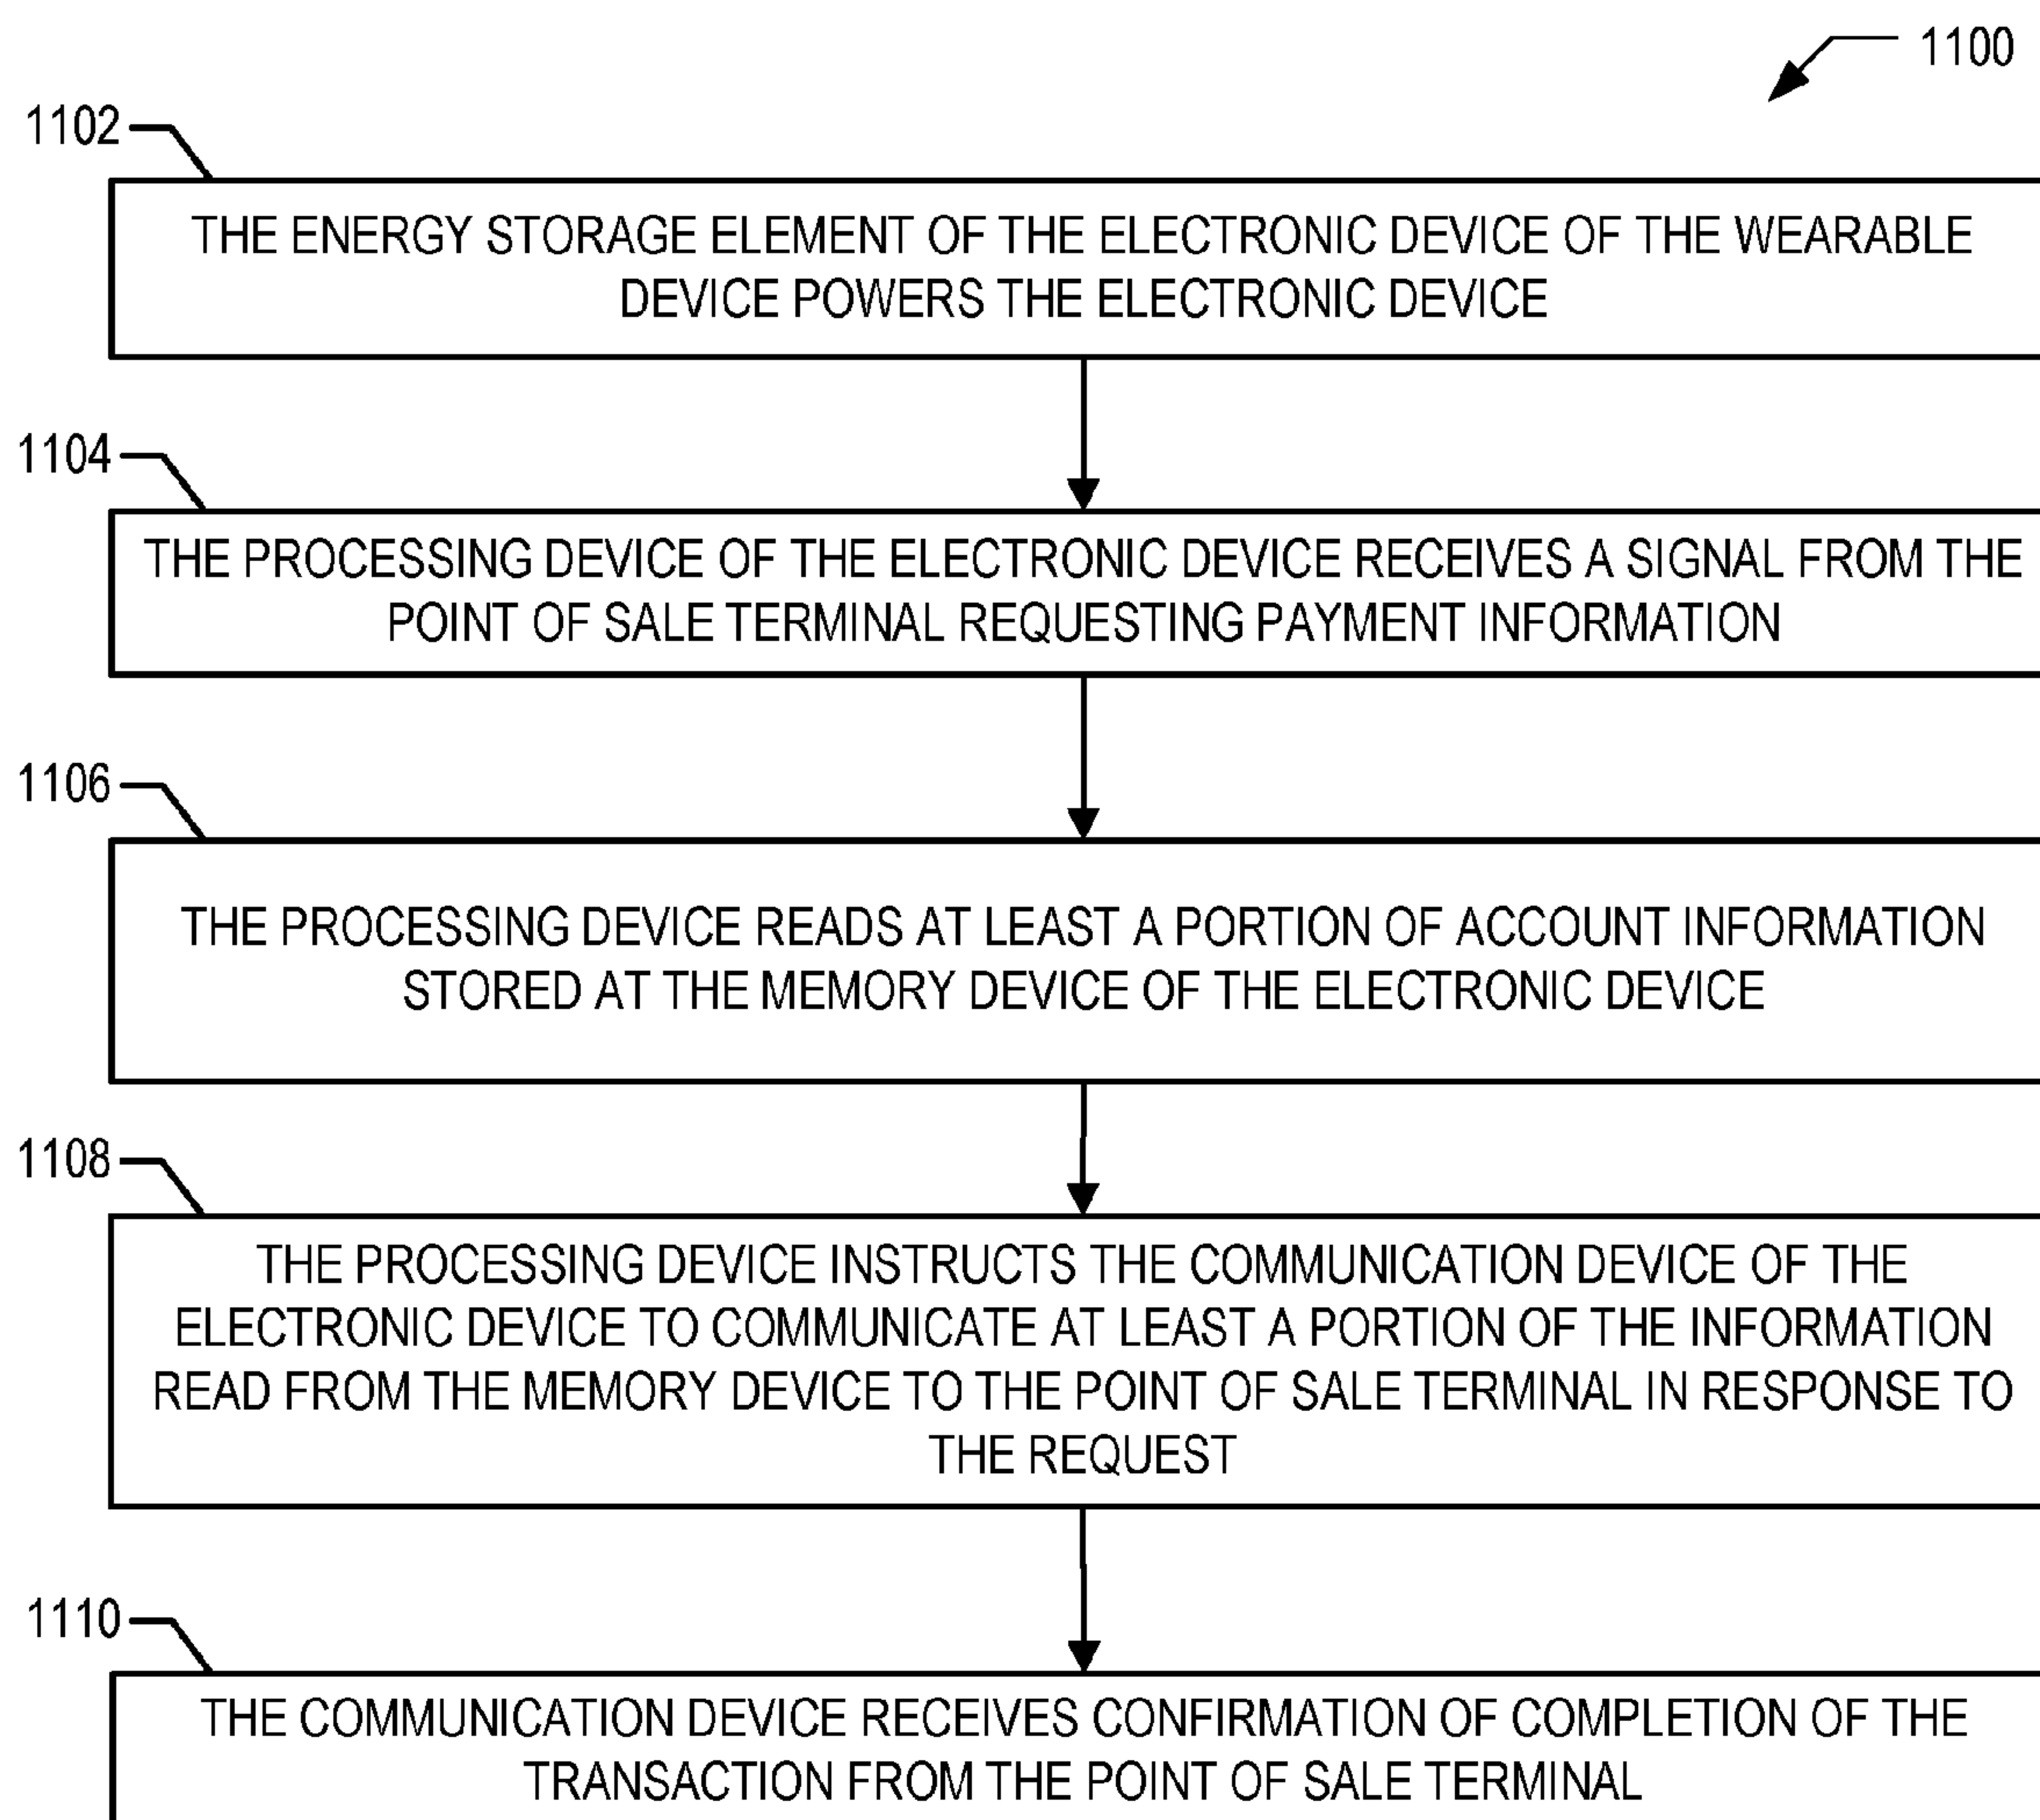 1100
1102
THE ENERGY STORAGE ELEMENT OF THE ELECTRONIC DEVICE OF THE WEARABLE
DEVICE POWERS THE ELECTRONIC DEVICE
1104
THE PROCESSING DEVICE OF THE ELECTRONIC DEVICE RECEIVES A SIGNAL FROM THE
POINT OF SALE TERMINAL REQUESTING PAYMENT INFORMATION
1106
THE PROCESSING DEVICE READS AT LEAST A PORTION OF ACCOUNT INFORMATION
STORED AT THE MEMORY DEVICE OF THE ELECTRONIC DEVICE
1108
THE PROCESSING DEVICE INSTRUCTS THE COMMUNICATION DEVICE OF THE
ELECTRONIC DEVICE TO COMMUNICATE AT LEAST A PORTION OF THE INFORMATION
READ FROM THE MEMORY DEVICE TO THE POINT OF SALE TERMINAL IN RESPONSE TO
THE REQUEST
1110
THE COMMUNICATION DEVICE RECEIVES CONFIRMATION OF COMPLETION OF THE
TRANSACTION FROM THE POINT OF SALE TERMINAL